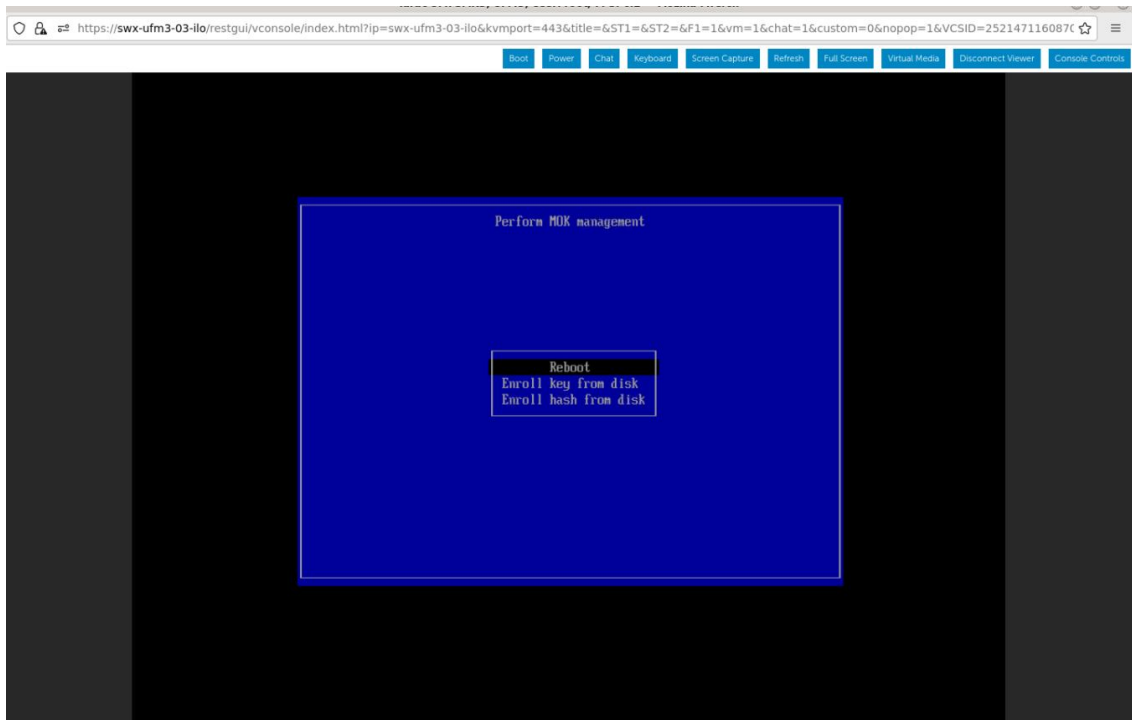 https://swx-ufm3-03-ilo/restgui/vconsole/index.html?ip=swx-ufm3-03-ilo&kvmport=443&title=&ST1=&ST2=&F1=1&vm=1&chat=1&custom=0&nopop=1&VCSID=2521471160870
Boot Power Chat Keyboard Screen Capture Refresh Full Screen Virtual Media Disconnect Viewer Console Controls
Perform MOK management
Reboot
Enroll key from disk
Enroll hash from disk